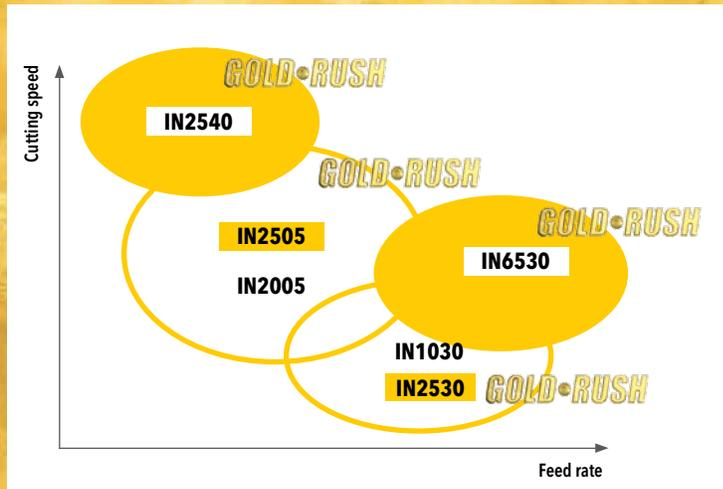 Cutting speed
GOLD•RUSH
IN2540
GOLD•RUSH
IN2505
IN2005
GOLD•RUSH
IN6530
IN1030
IN2530
GOLD•RUSH
Feed rate